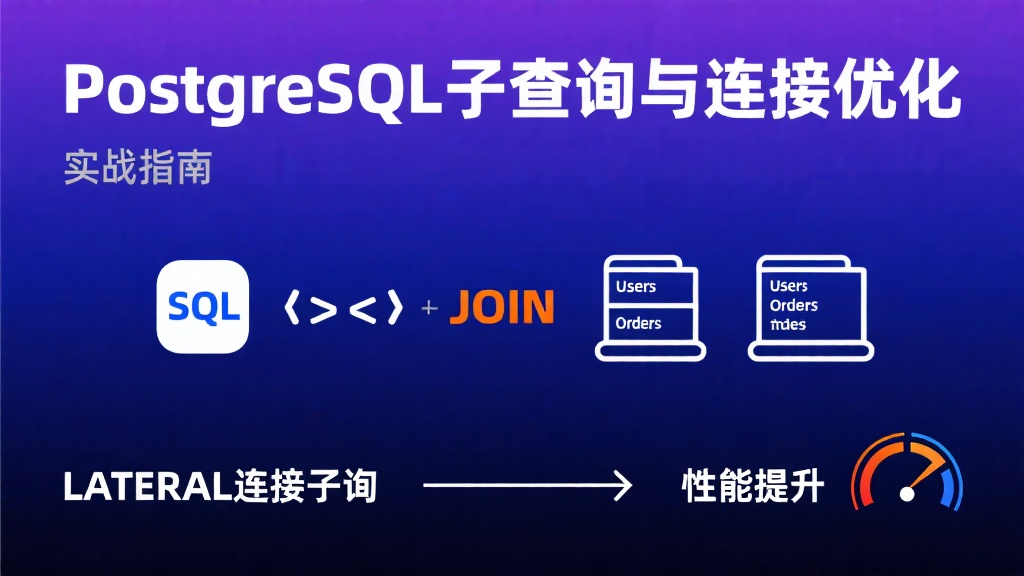 PostgreSQL子查询与连接优化
实战指南
SQL
< > < > + JOIN
Users
Orders
Users
Orders
LATERAL连接子询
性能提升